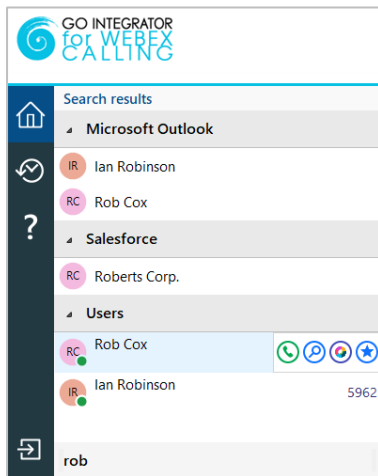 GO INTEGRATOR
for WEBEX
CALLING
Search results
Microsoft Outlook
IR Ian Robinson
RC Rob Cox
Salesforce
RC Roberts Corp.
Users
RC Rob Cox
IR Ian Robinson 5962
?
rob